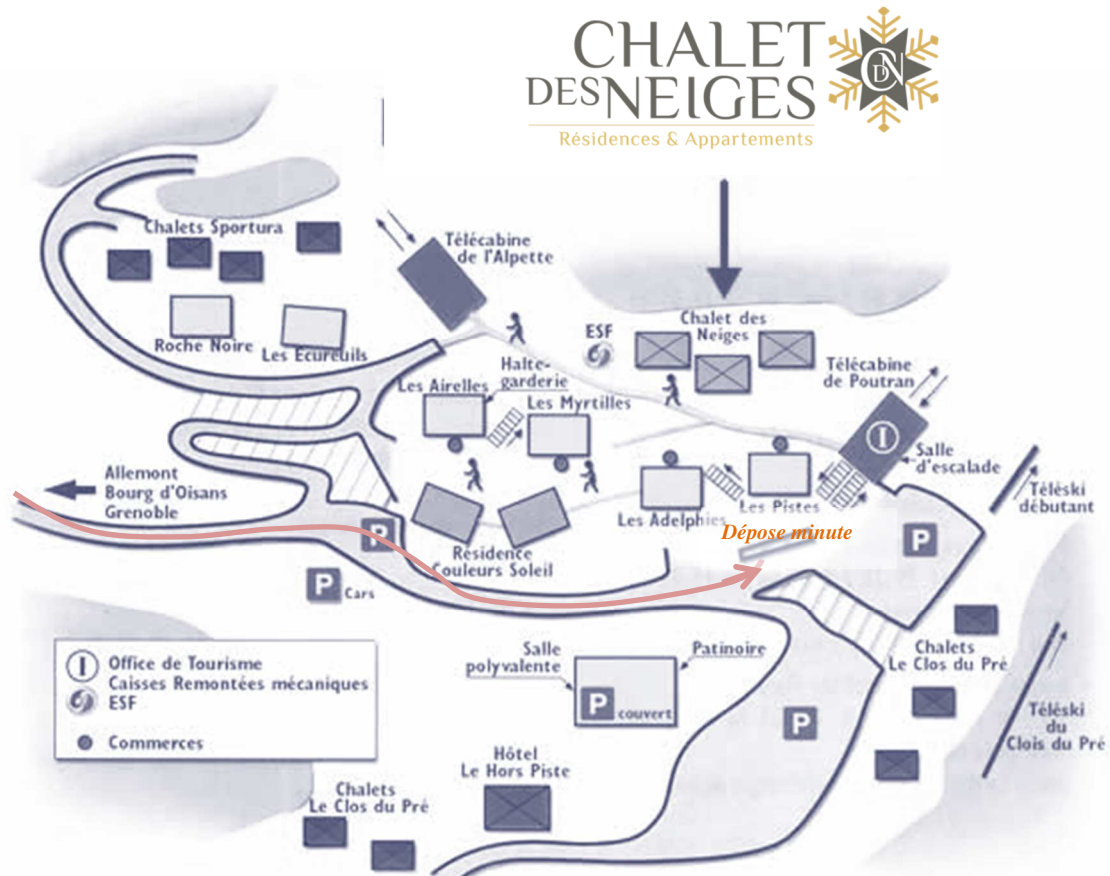 CHALET
DES NEIGES
CDN
Résidences & Appartements
Chalets Sportura
Télécabine
de l'Alpette
Roche Noire
Les Ecureuils
ESF
Chalet des
Neiges
Télécabine
de Poutran
Halte-
garderie
Les Airelles
Les Myrtilles
I
Salle
d'escalade
Téléski
débutant
Allemont
Bourg d'Oisans
Grenoble
Les Pistes
Les Adelphies
Dépose minute
P
P
Résidence
Couleurs Soleil
P Cars
Salle
polyvalente
Patinoire
P couvert
P
Chalets
Le Clos du Pré
Téléski
du
Clois du Pré
I Office de Tourisme
Caisses Remontées mécaniques
ESF
Commerces
Hôtel
Le Hors Piste
Chalets
Le Clos du Pré